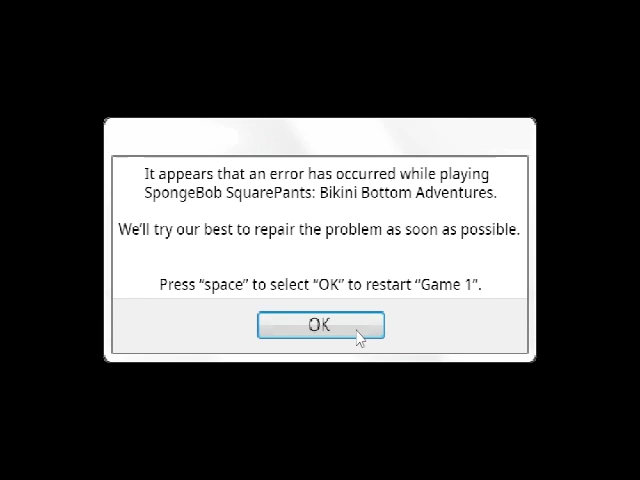 It appears that an error has occurred while playing
SpongeBob SquarePants: Bikini Bottom Adventures.
We'll try our best to repair the problem as soon as possible.
Press “space” to select “OK” to restart “Game 1”.
OK